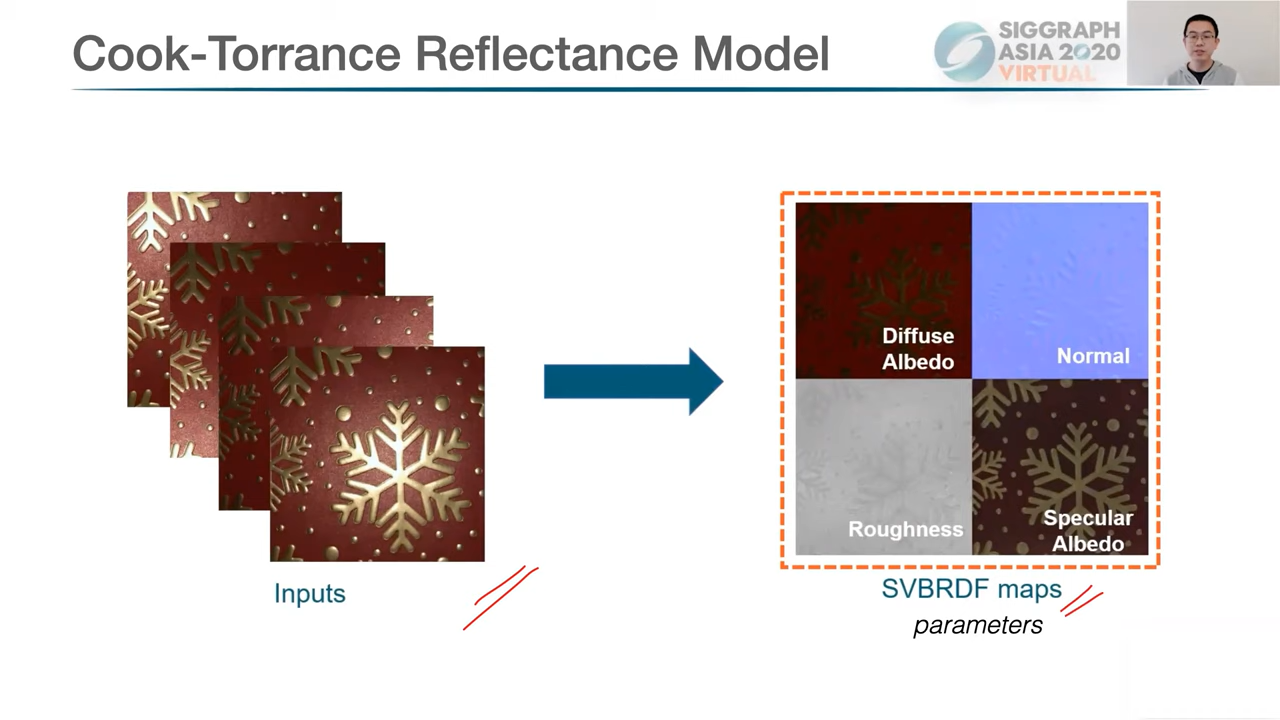 Cook-Torrance Reflectance Model
SIGGRAPH
ASIA 2020
VIRTUAL
Diffuse
Albedo
Normal
Roughness
Specular
Albedo
Inputs
SVBRDF maps
parameters